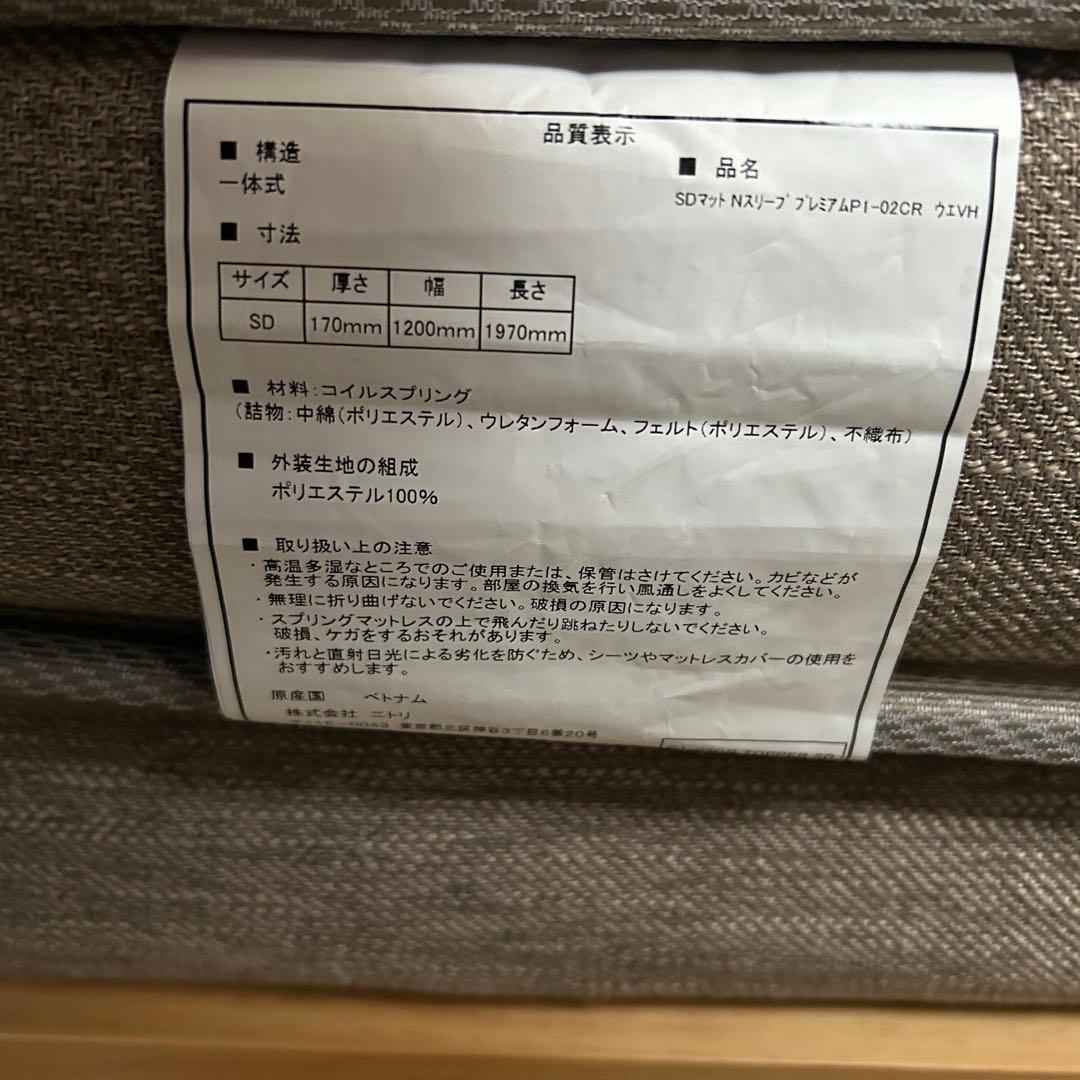 品質表示
■ 構造
一体式
■ 品名
SDマット Nスリープ プレミアムP1-02CR ウエVH
■ 寸法
サイズ 厚さ 幅 長さ
SD 170mm 1200mm 1970mm
■ 材料:コイルスプリング
(詰物:中綿(ポリエステル)、ウレタンフォーム、フェルト(ポリエステル)、不織布)
■ 外装生地の組成
ポリエステル100%
■ 取り扱い上の注意
・高温多湿なところでのご使用または、保管はさけてください。カビなどが
発生する原因になります。部屋の換気を行い風通しをよくしてください。
・無理に折り曲げないでください。破損の原因になります。
・スプリングマットレスの上で飛んだり跳ねたりしないでください。
破損、ケガをするおそれがあります。
・汚れと直射日光による劣化を防ぐため、シーツやマットレスカバーの使用を
おすすめします。
原産国 ベトナム
株式会社 ニトリ
東京都北区神谷3丁目6番20号